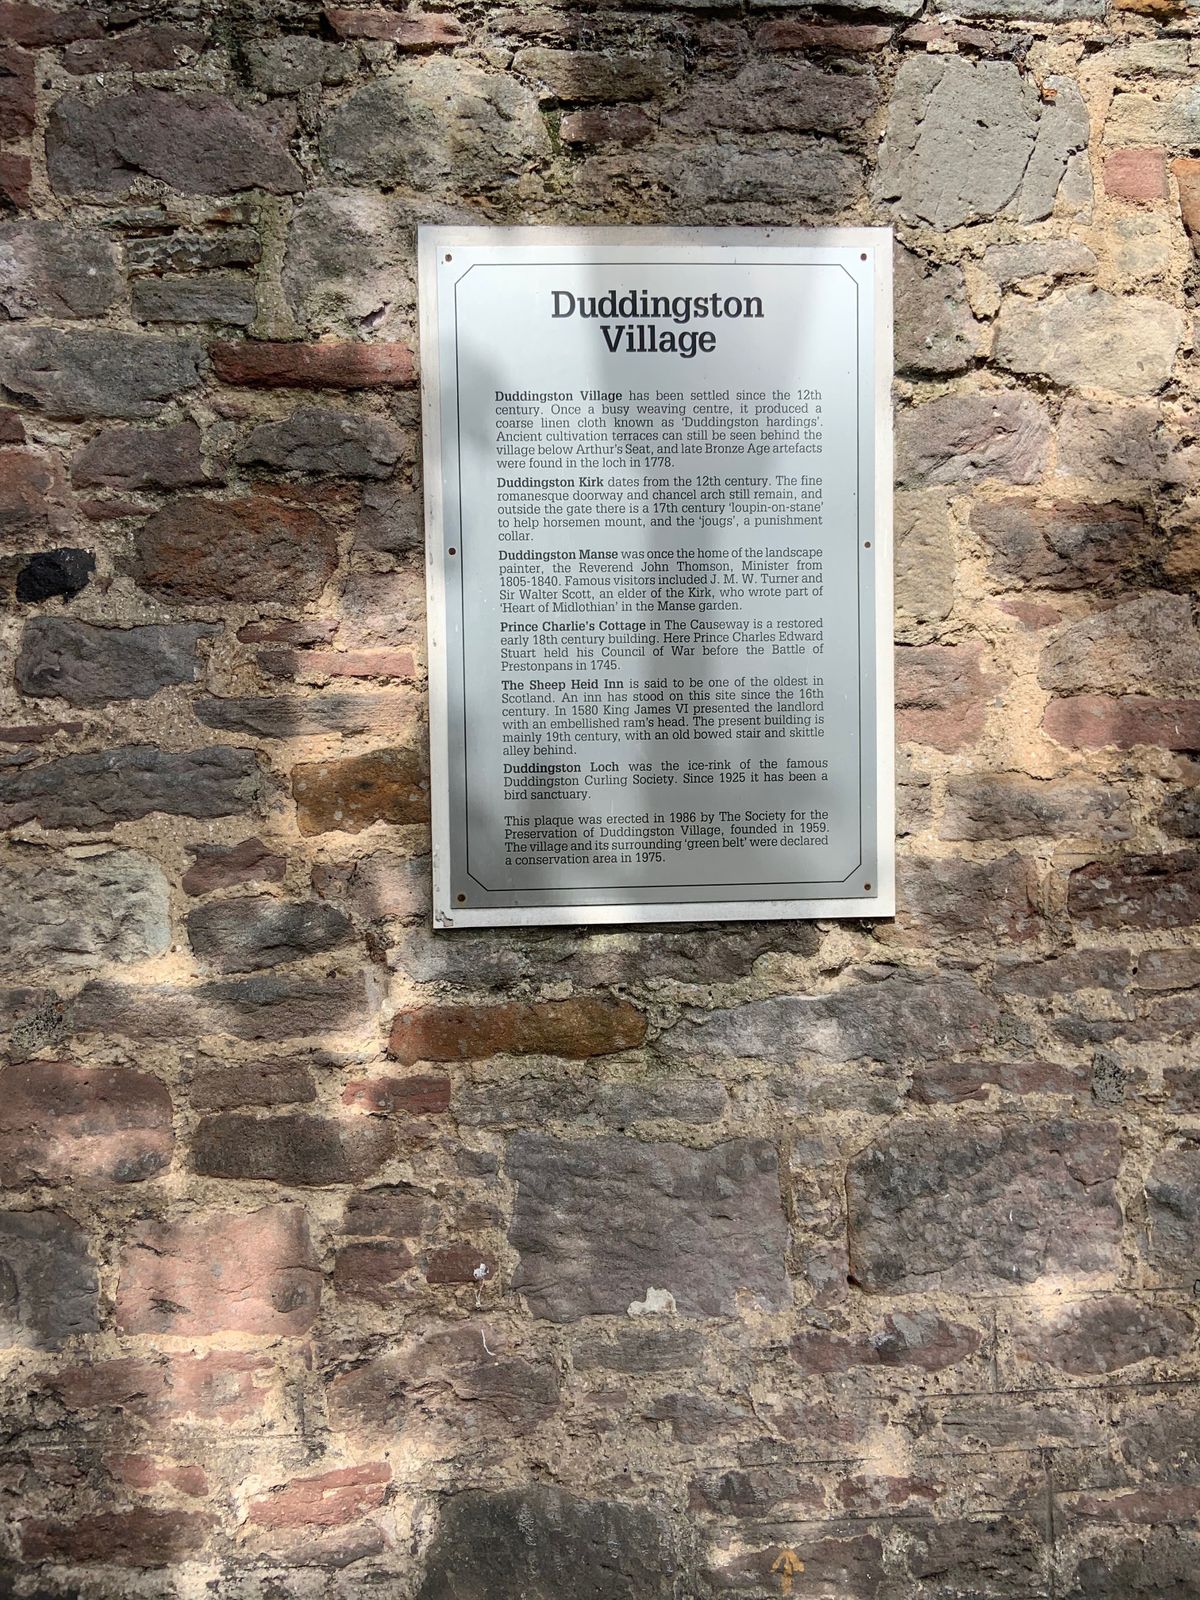 Duddingston
Village
Duddingston Village has been settled since the 12th
century. Once a busy weaving centre, it produced a
coarse linen cloth known as ‘Duddingston hardings’.
Ancient cultivation terraces can still be seen behind the
village below Arthur's Seat, and late Bronze Age artefacts
were found in the loch in 1778.
Duddingston Kirk dates from the 12th century. The fine
romanesque doorway and chancel arch still remain, and
outside the gate there is a 17th century ‘loupin-on-stane’
to help horsemen mount, and the ‘jougs’, a punishment
collar.
Duddingston Manse was once the home of the landscape
painter, the Reverend John Thomson, Minister from
1805-1840. Famous visitors included J. M. W. Turner and
Sir Walter Scott, an elder of the Kirk, who wrote part of
‘Heart of Midlothian’ in the Manse garden.
Prince Charlie's Cottage in The Causeway is a restored
early 18th century building. Here Prince Charles Edward
Stuart held his Council of War before the Battle of
Prestonpans in 1745.
The Sheep Heid Inn is said to be one of the oldest in
Scotland. An inn has stood on this site since the 16th
century. In 1580 King James VI presented the landlord
with an embellished ram's head. The present building is
mainly 19th century, with an old bowed stair and skittle
alley behind.
Duddingston Loch was the ice-rink of the famous
Duddingston Curling Society. Since 1925 it has been a
bird sanctuary.
This plaque was erected in 1986 by The Society for the
Preservation of Duddingston Village, founded in 1959.
The village and its surrounding ‘green belt’ were declared
a conservation area in 1975.